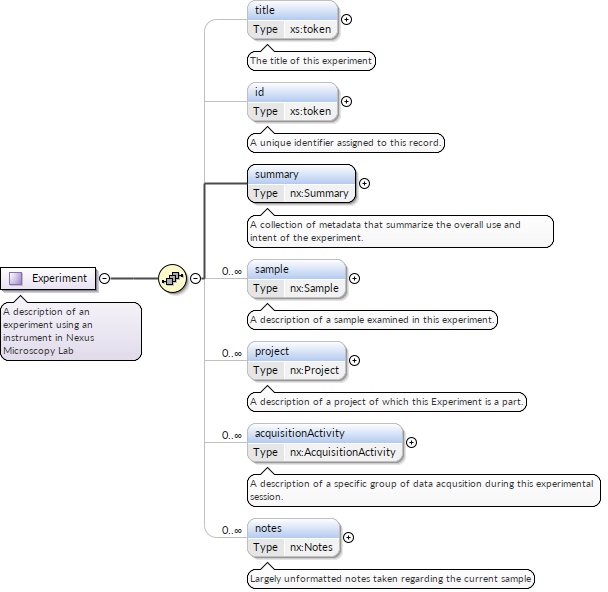 title
Type xs:token
The title of this experiment
id
Type xs:token
A unique identifier assigned to this record.
summary
Type nx:Summary
A collection of metadata that summarize the overall use and
intent of the experiment.
Experiment
A description of an
experiment using an
instrument in Nexus
Microscopy Lab
0..∞
sample
Type nx:Sample
A description of a sample examined in this experiment.
0..∞
project
Type nx:Project
A description of a project of which this Experiment is a part.
0..∞
acquisitionActivity
Type nx:AcquisitionActivity
A description of a specific group of data acqusition during this experimental
session.
0..∞
notes
Type nx:Notes
Largely unformatted notes taken regarding the current sample